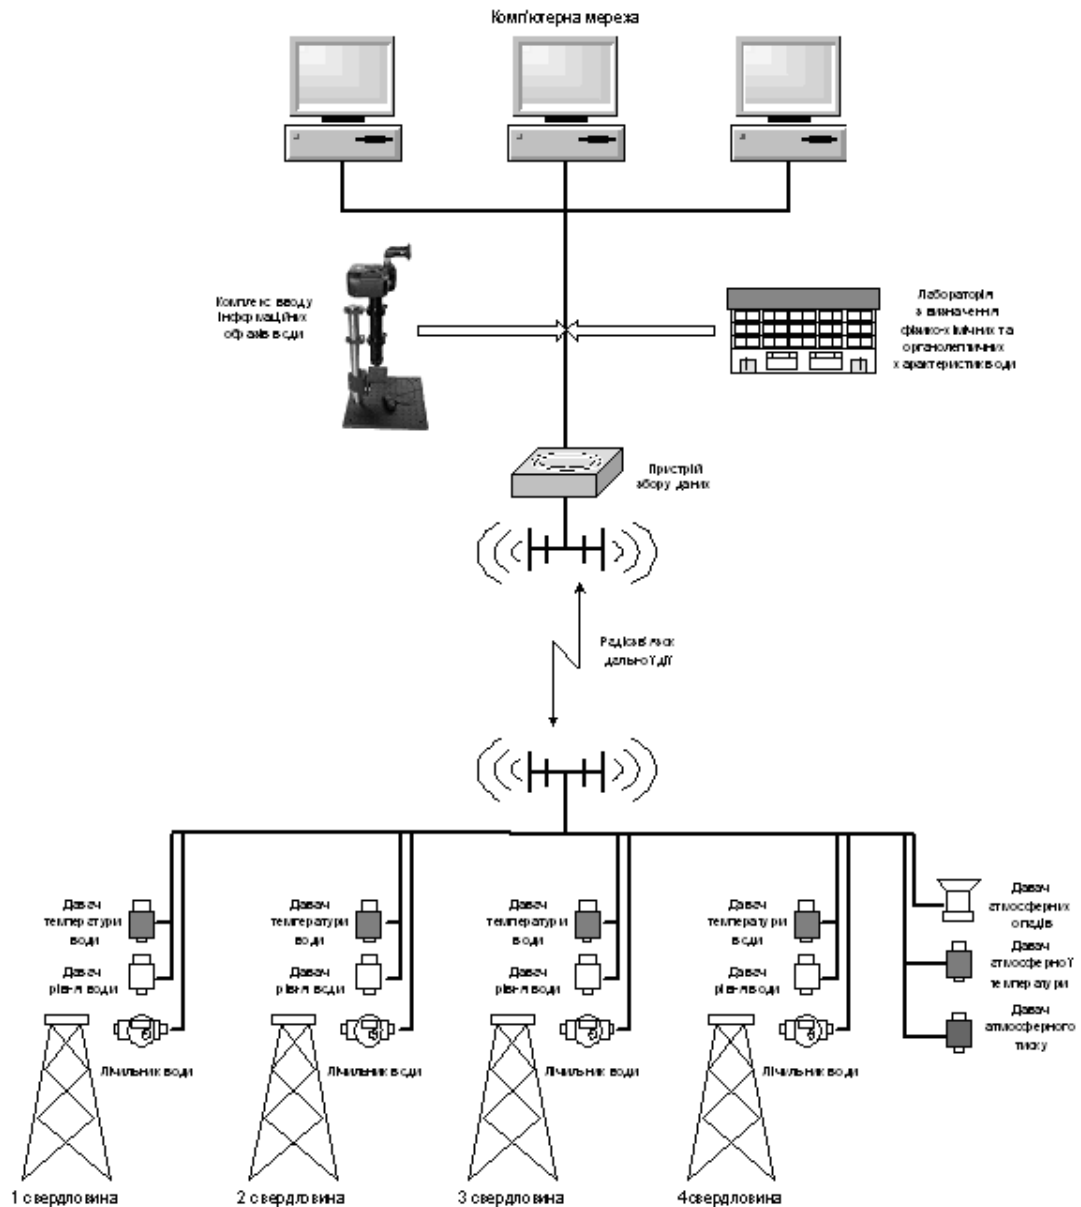 Комп'ютерна мережа
Комплекс вводу
інформаційних
образів води
Лабораторія
з визначення
фізико-хімічних та
органолептичних
характеристик води
Пристрій
збору даних
Радіозв'язок
дальної дії
Давач
температури
води
Давач
рівня води
Лічильник води
1 свердловина
Давач
температури
води
Давач
рівня води
Лічильник води
2 свердловина
Давач
температури
води
Давач
рівня води
Лічильник води
3 свердловина
Давач
температури
води
Давач
рівня води
Лічильник води
4свердловина
Давач
атмосферних
опадів
Давач
атмосферної
температури
Давач
атмосферного
тиску